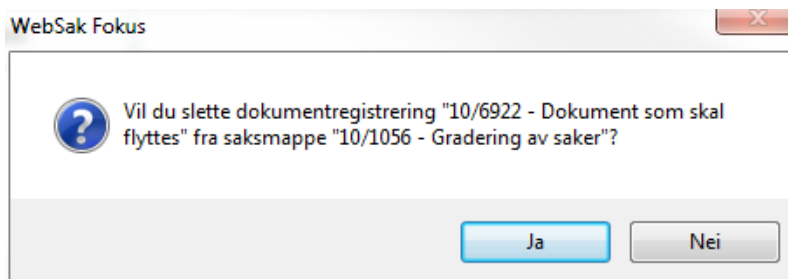 WebSak Fokus
Vil du slette dokumentregistrering "10/6922 - Dokument som skal
flyttes" fra saksmappe "10/1056 - Gradering av saker"?
Ja
Nei